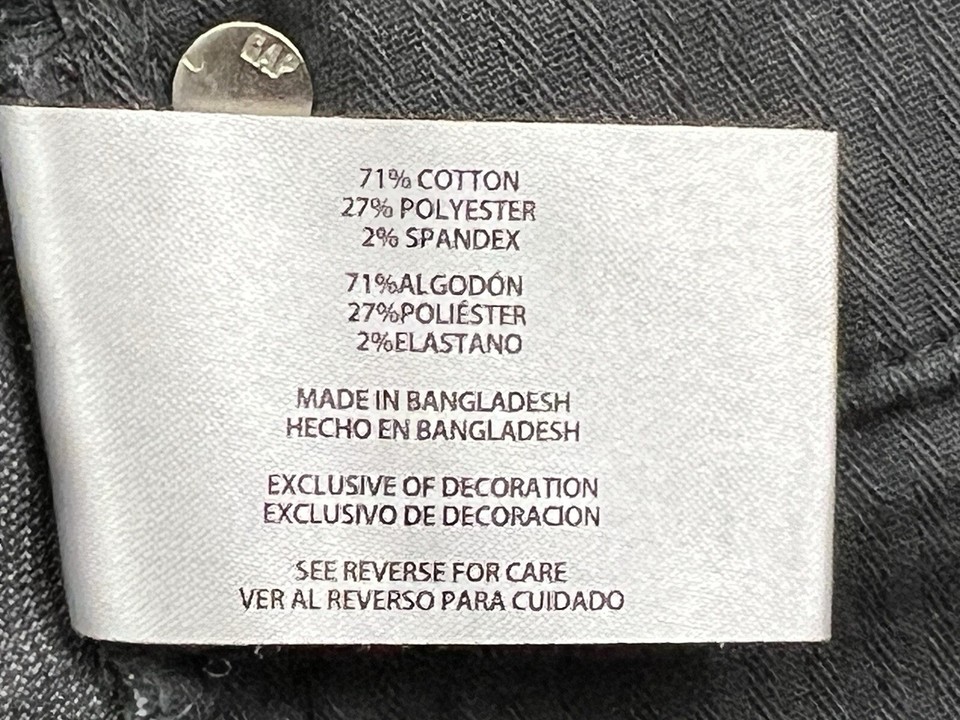 71% COTTON
27% POLYESTER
2% SPANDEX
71%ALGODÓN
27%POLIÉSTER
2%ELASTANO
MADE IN BANGLADESH
HECHO EN BANGLADESH
EXCLUSIVE OF DECORATION
EXCLUSIVO DE DECORACION
SEE REVERSE FOR CARE
VER AL REVERSO PARA CUIDADO